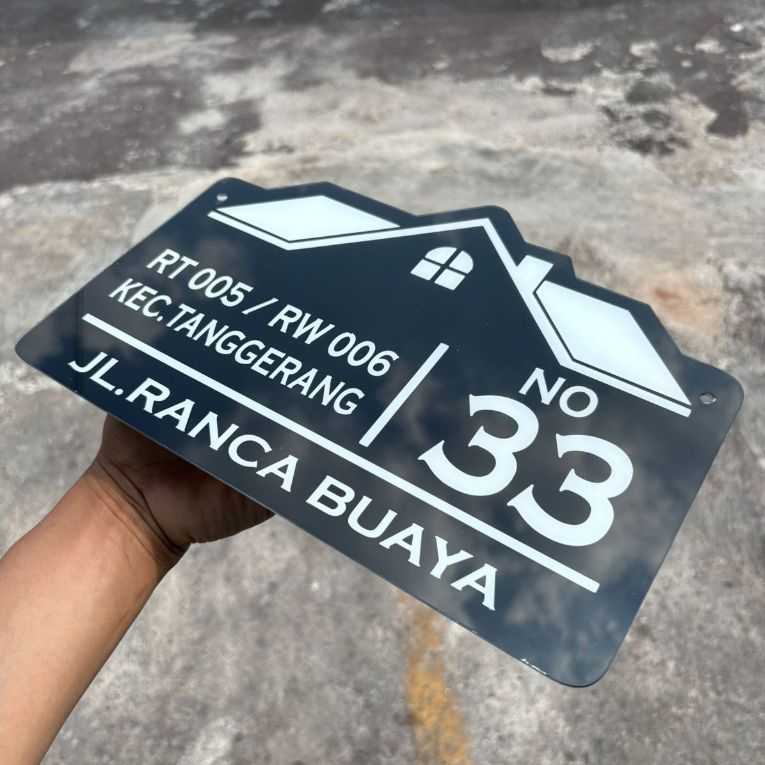 RT 005 / RW 006
KEC.TANGGERANG
NO
33
JL.RANCA BUAYA